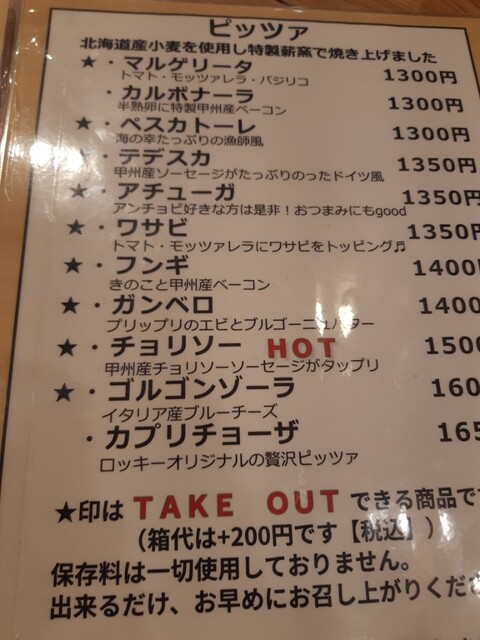 ピッツァ
北海道産小麦を使用し特製薪窯で焼き上げました
★・マルゲリータ 1300円
トマト・モッツァレラ・バジリコ
・カルボナーラ 1300円
半熟卵に特製甲州産ベーコン
★・ペスカトーレ 1300円
海の幸たっぷりの漁師風
★・テデスカ 1350円
甲州産ソーセージがたっぷりのったドイツ風
★・アチューガ 1350円
アンチョビ好きな方は是非!おつまみにもgood
★・ワサビ 1350円
トマト・モッツァレラにワサビをトッピング♬
★・フンギ 1400
きのこと甲州産ベーコン
★・ガンベロ 1400
プリップリのエビとブルゴーニュバター
★・チョリソー HOT 1500
甲州産チョリソーソーセージがタップリ
★・ゴルゴンゾーラ 160
イタリア産ブルーチーズ
・カプリチョーザ 165
ロッキーオリジナルの贅沢ピッツァ
★印は TAKE OUT できる商品で
(箱代は+200円です【税込】)
保存料は一切使用しておりません。
出来るだけ、お早めにお召し上がりくだ